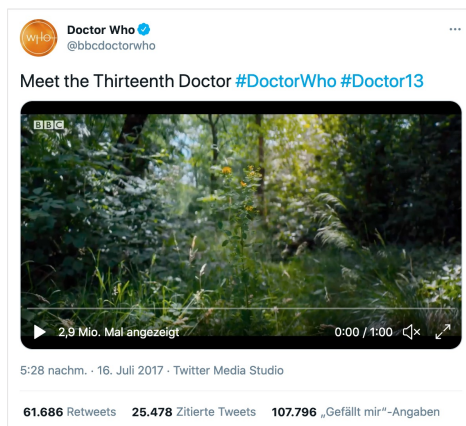 WHO
Doctor Who
@bbcdoctorwho
Meet the Thirteenth Doctor #DoctorWho #Doctor13
BBC
2,9 Mio. Mal angezeigt 0:00 / 1:00
5:28 nachm. · 16. Juli 2017 · Twitter Media Studio
61.686 Retweets 25.478 Zitierte Tweets 107.796 „Gefällt mir“-Angaben